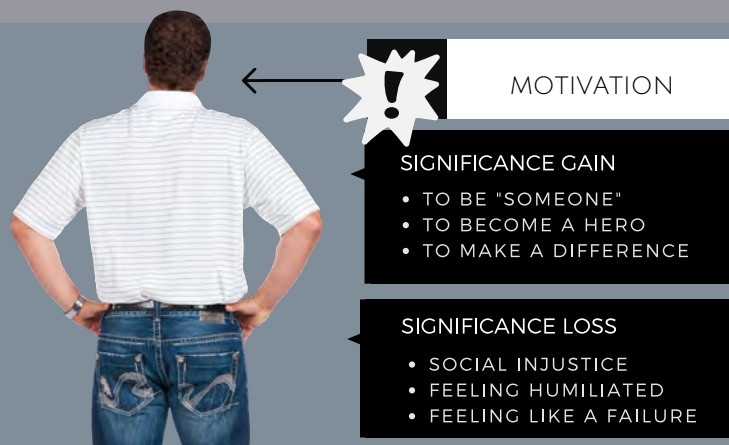 !
MOTIVATION
SIGNIFICANCE GAIN
• TO BE "SOMEONE"
• TO BECOME A HERO
• TO MAKE A DIFFERENCE
SIGNIFICANCE LOSS
• SOCIAL INJUSTICE
• FEELING HUMILIATED
• FEELING LIKE A FAILURE